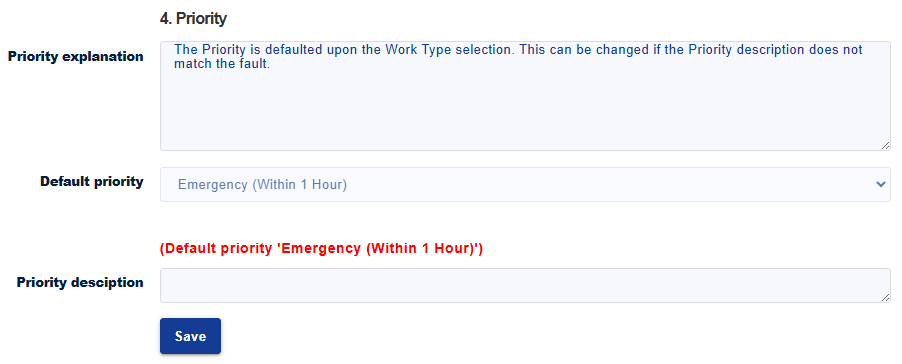 4. Priority
Priority explanation
The Priority is defaulted upon the Work Type selection. This can be changed if the Priority description does not
match the fault.
Default priority
Emergency (Within 1 Hour)
(Default priority 'Emergency (Within 1 Hour)')
Priority desciption
Save